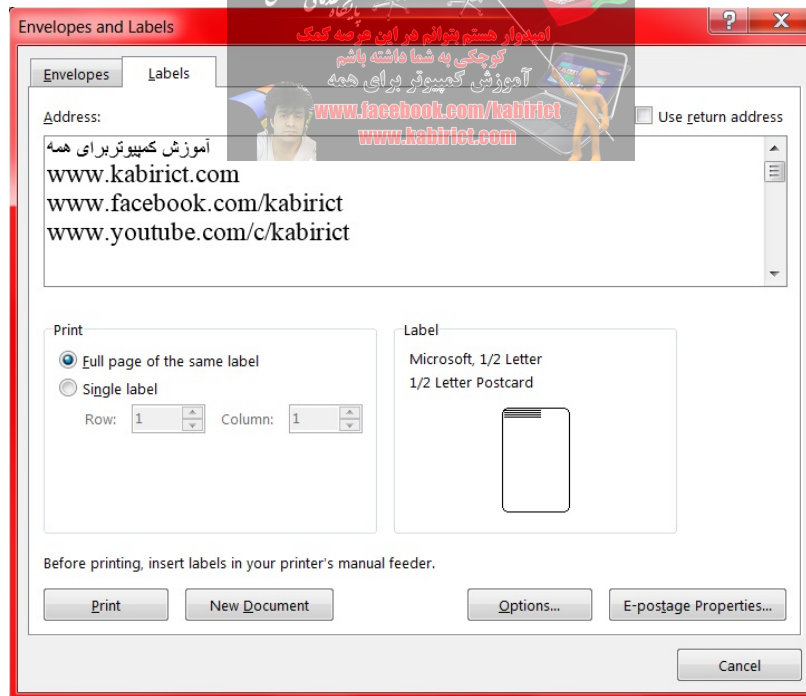 Envelopes and Labels
امیدوار هستم بتوانم در این عرصه کمک
کوچکی به شما داشته باشم
آموزش کمپیوتر برای همه
www.facebook.com/kabirict
www.kabirict.com
Envelopes
Labels
Address:
Use return address
آموزش کمپیوتربرای همه
www.kabirict.com
www.facebook.com/kabirict
www.youtube.com/c/kabirict
Print
Full page of the same label
Single label
Row: 1 Column: 1
Label
Microsoft, 1/2 Letter
1/2 Letter Postcard
Before printing, insert labels in your printer's manual feeder.
Print
New Document
Options...
E-postage Properties...
Cancel